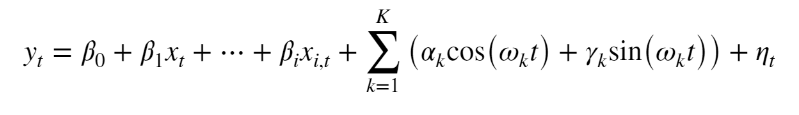 y_t = β_0 + β_1x_t + ⋯ + β_ix_{i,t} + ∑_{k=1}^{K} (α_kcos(ω_kt) + γ_ksin(ω_kt)) + η_t